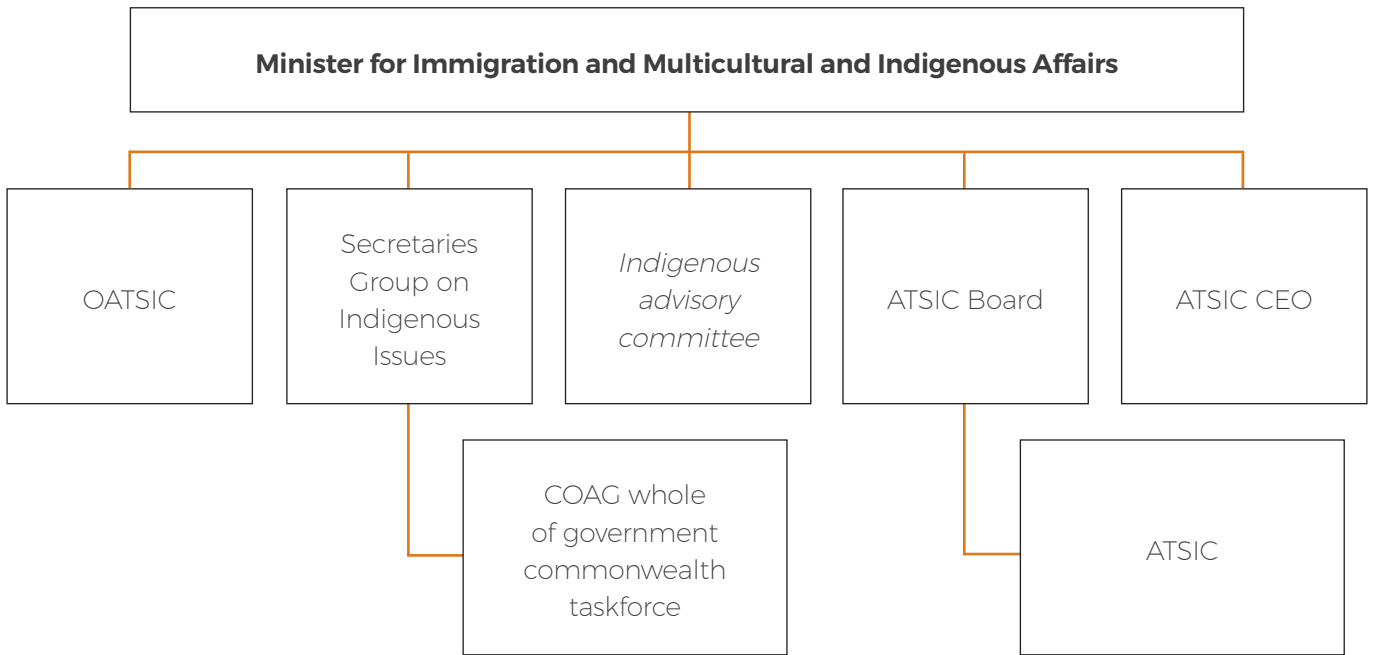 Minister for Immigration and Multicultural and Indigenous Affairs
OATSIC
Secretaries
Group on
Indigenous
Issues
Indigenous
advisory
committee
ATSIC Board
ATSIC CEO
COAG whole
of government
commonwealth
taskforce
ATSIC